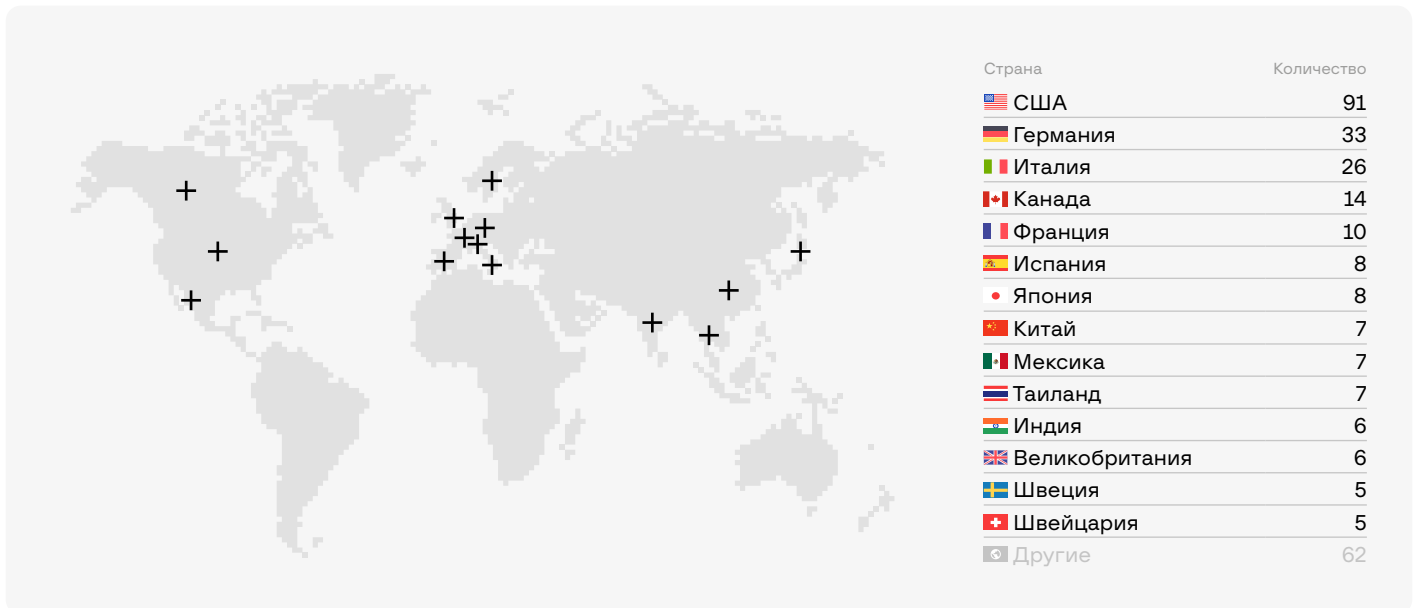 Страна Количество
США 91
Германия 33
Италия 26
Канада 14
Франция 10
Испания 8
Япония 8
Китай 7
Мексика 7
Таиланд 7
Индия 6
Великобритания 6
Швеция 5
Швейцария 5
Другие 62